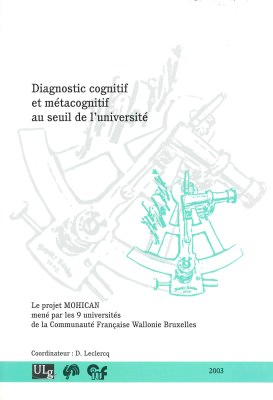 Diagnostic cognitif
et métacognitif
au seuil de l'université
Le projet MOHICAN
mené par les 9 universités
de la Communauté Française Wallonie Bruxelles
Coordinateur : D. Leclercq
ULg
2003